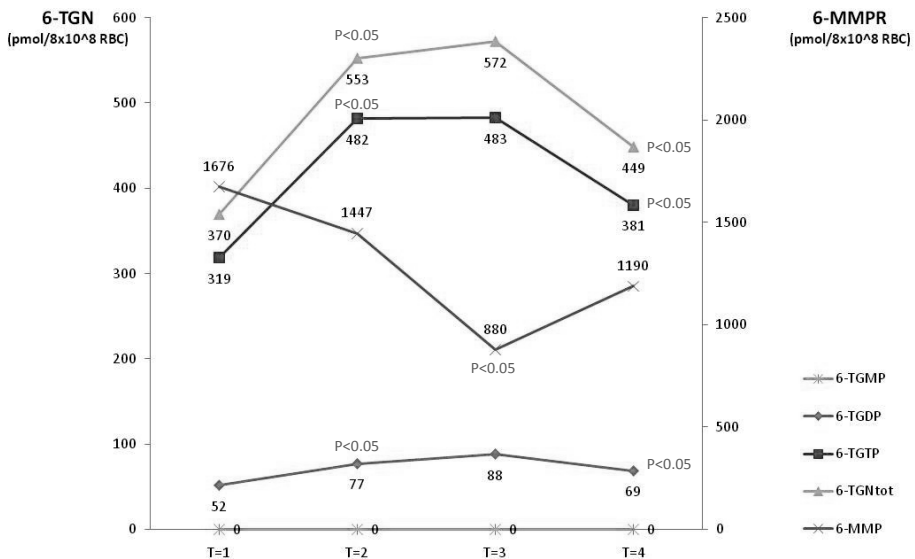 6-TGN
(pmol/8x10^8 RBC)
6-MMPR
(pmol/8x10^8 RBC)
600
500
400
300
200
100
0
2500
2000
1500
1000
500
0
P<0.05
553
572
P<0.05
482
483
449
P<0.05
381
P<0.05
1676
370
319
1447
880
P<0.05
1190
52
P<0.05
77
88
69
P<0.05
0
0
0
0
T=1
T=2
T=3
T=4
6-TGMP
6-TGDP
6-TGTP
6-TGNtot
6-MMP